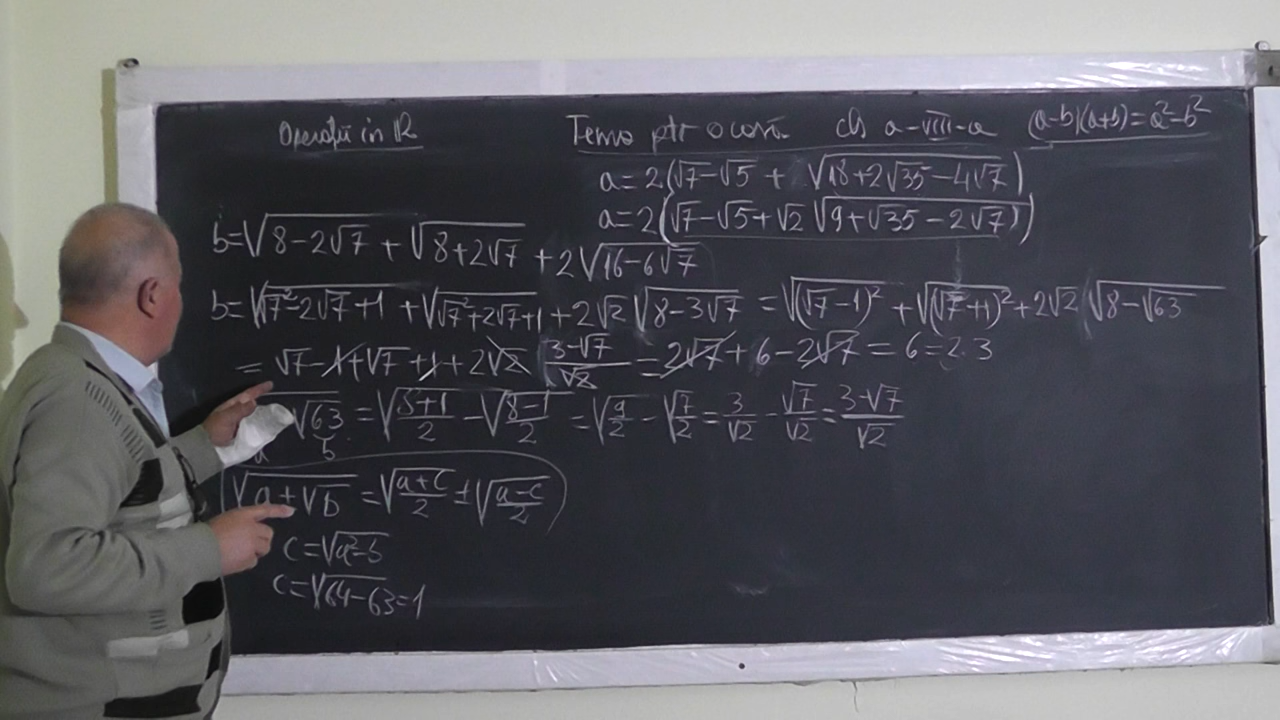 Operații in R
Tema ptr acasă cls a-VIII-a (a-b)(a+b)=a²-b²
a=2(√7-√5 + √(18+2√35-4√7))
a=2(√7-√5+√2 √(9+√35-2√7))
b=√(8-2√7) + √(8+2√7) + 2√(16-6√7)
b=√(√7²-2√7+1) + √(√7²+2√7+1) + 2√2 √(8-3√7) = √((√7-1)²) + √((√7+1)²) + 2√2 √(8-√63)
= √7-1+√7+1+2√2 (3-√7)/√2 = 2√7+6-2√7 = 6=2.3
√63 = √((8+1)/2) - √((8-1)/2) = √(9/2) - √(7/2) = 3/√2 - √7/√2 = (3-√7)/√2
a b
√(a+√b) = √((a+c)/2) ± √((a-c)/2)
c=√(a²-b)
c=√(64-63)=1